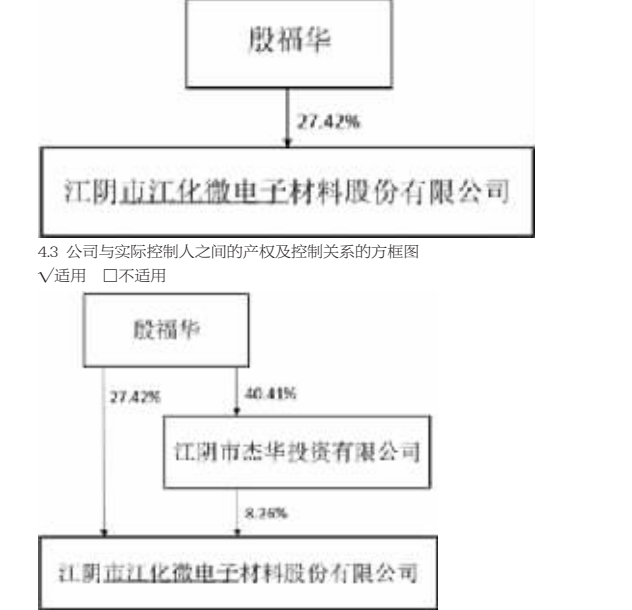 殷福华
27.42%
江阴市江化微电子材料股份有限公司
4.3 公司与实际控制人之间的产权及控制关系的方框图
√适用 □不适用
殷福华
27.42%
40.41%
江阴市杰华投资有限公司
8.26%
江阴市江化微电子材料股份有限公司